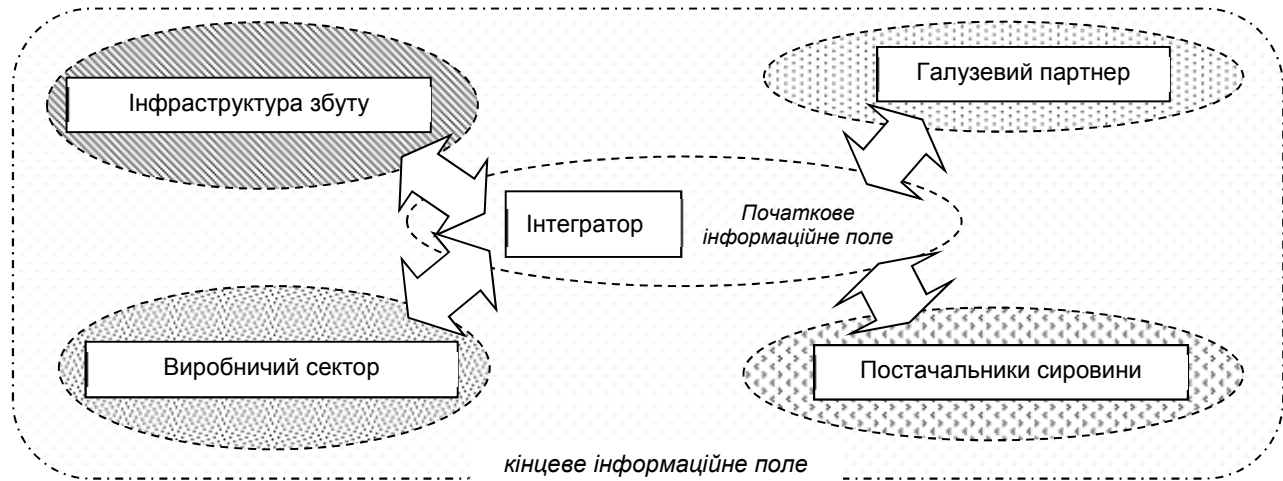 Інфраструктура збуту
Галузевий партнер
Інтегратор
Початкове
інформаційне поле
Виробничий сектор
Постачальники сировини
кінцеве інформаційне поле